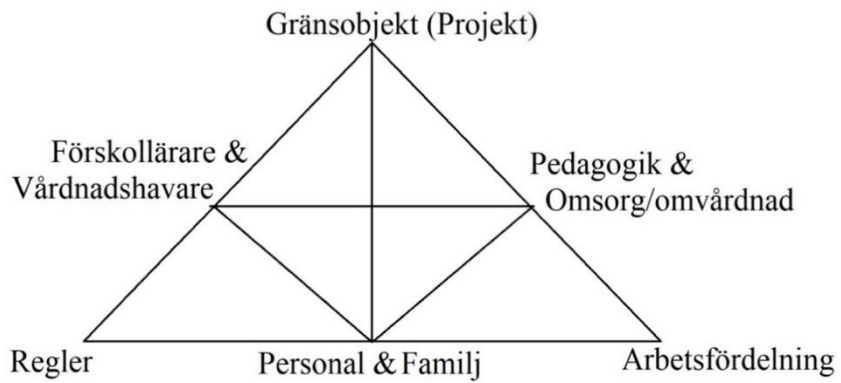 Gränsobjekt (Projekt)
Förskollärare &
Vårdnadshavare
Pedagogik &
Omsorg/omvårdnad
Regler
Personal & Familj
Arbetsfördelning